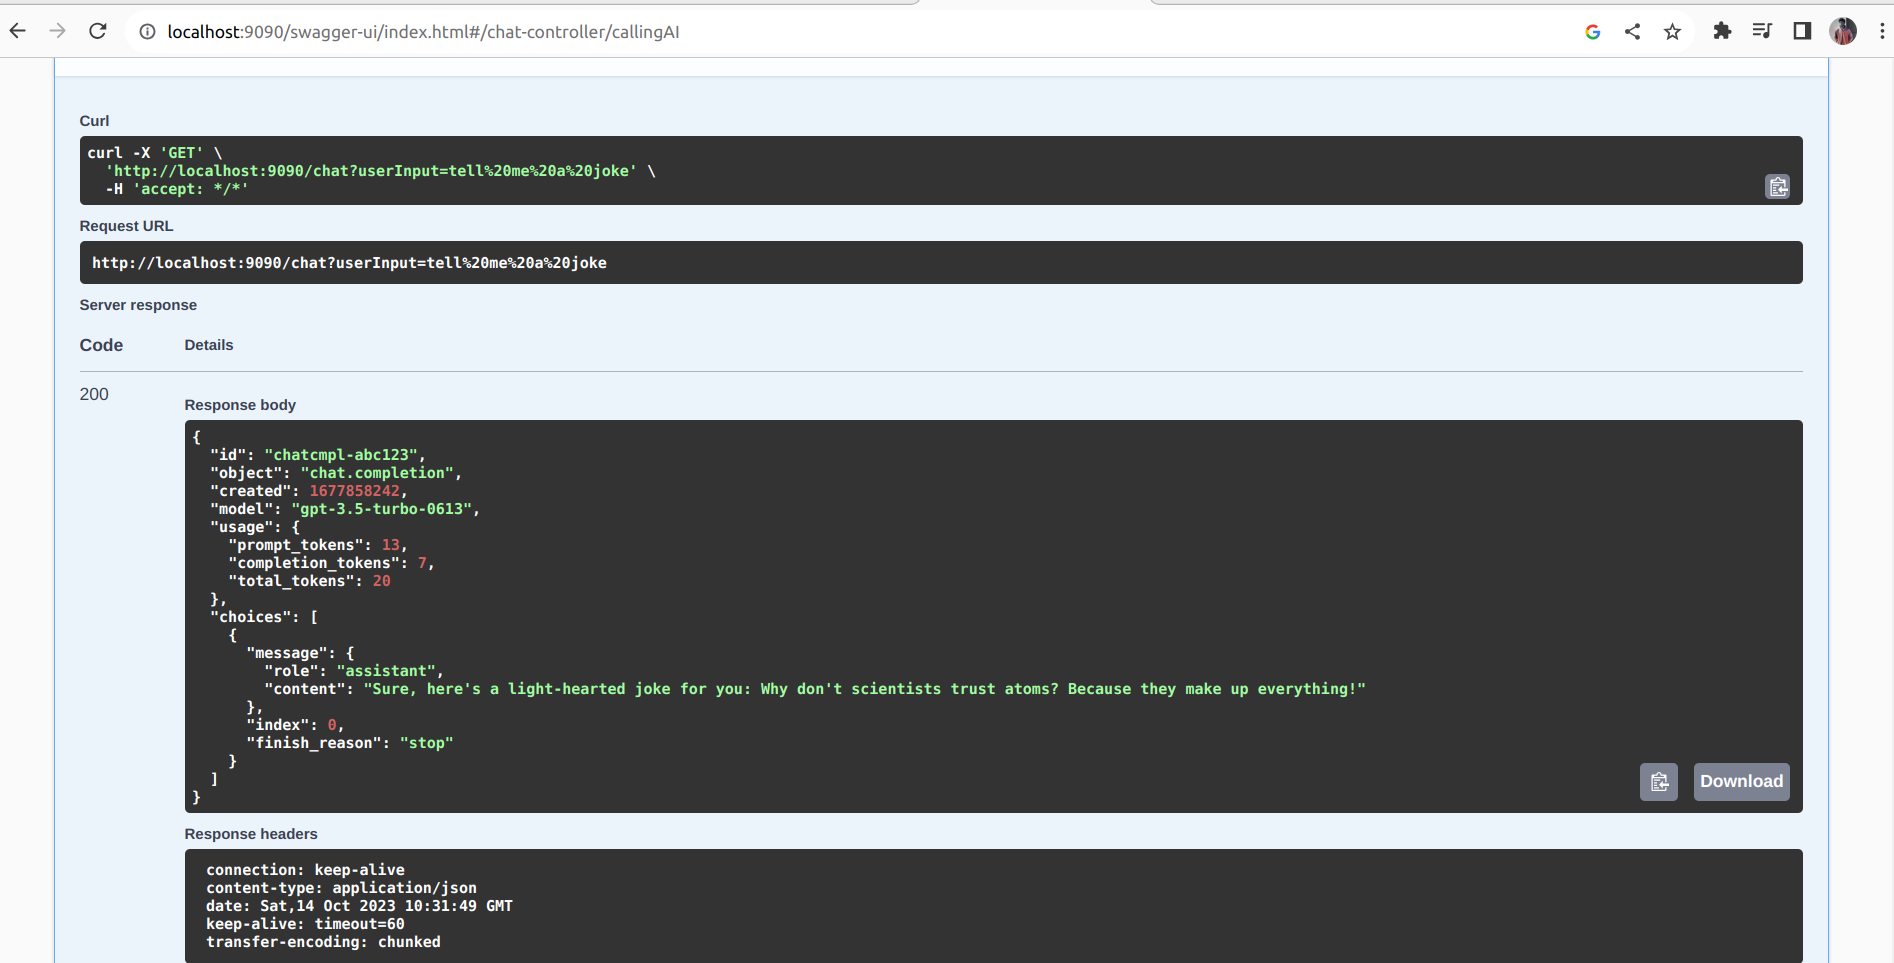 localhost:9090/swagger-ui/index.html#/chat-controller/callingAI
Curl
curl -X 'GET' \
  'http://localhost:9090/chat?userInput=tell%20me%20a%20joke' \
  -H 'accept: */*'
Request URL
http://localhost:9090/chat?userInput=tell%20me%20a%20joke
Server response
Code Details
200
Response body
{
  "id": "chatcmpl-abc123",
  "object": "chat.completion",
  "created": 1677858242,
  "model": "gpt-3.5-turbo-0613",
  "usage": {
    "prompt_tokens": 13,
    "completion_tokens": 7,
    "total_tokens": 20
  },
  "choices": [
    {
      "message": {
        "role": "assistant",
        "content": "Sure, here's a light-hearted joke for you: Why don't scientists trust atoms? Because they make up everything!"
      },
      "index": 0,
      "finish_reason": "stop"
    }
  ]
}
Download
Response headers
connection: keep-alive
content-type: application/json
date: Sat,14 Oct 2023 10:31:49 GMT
keep-alive: timeout=60
transfer-encoding: chunked